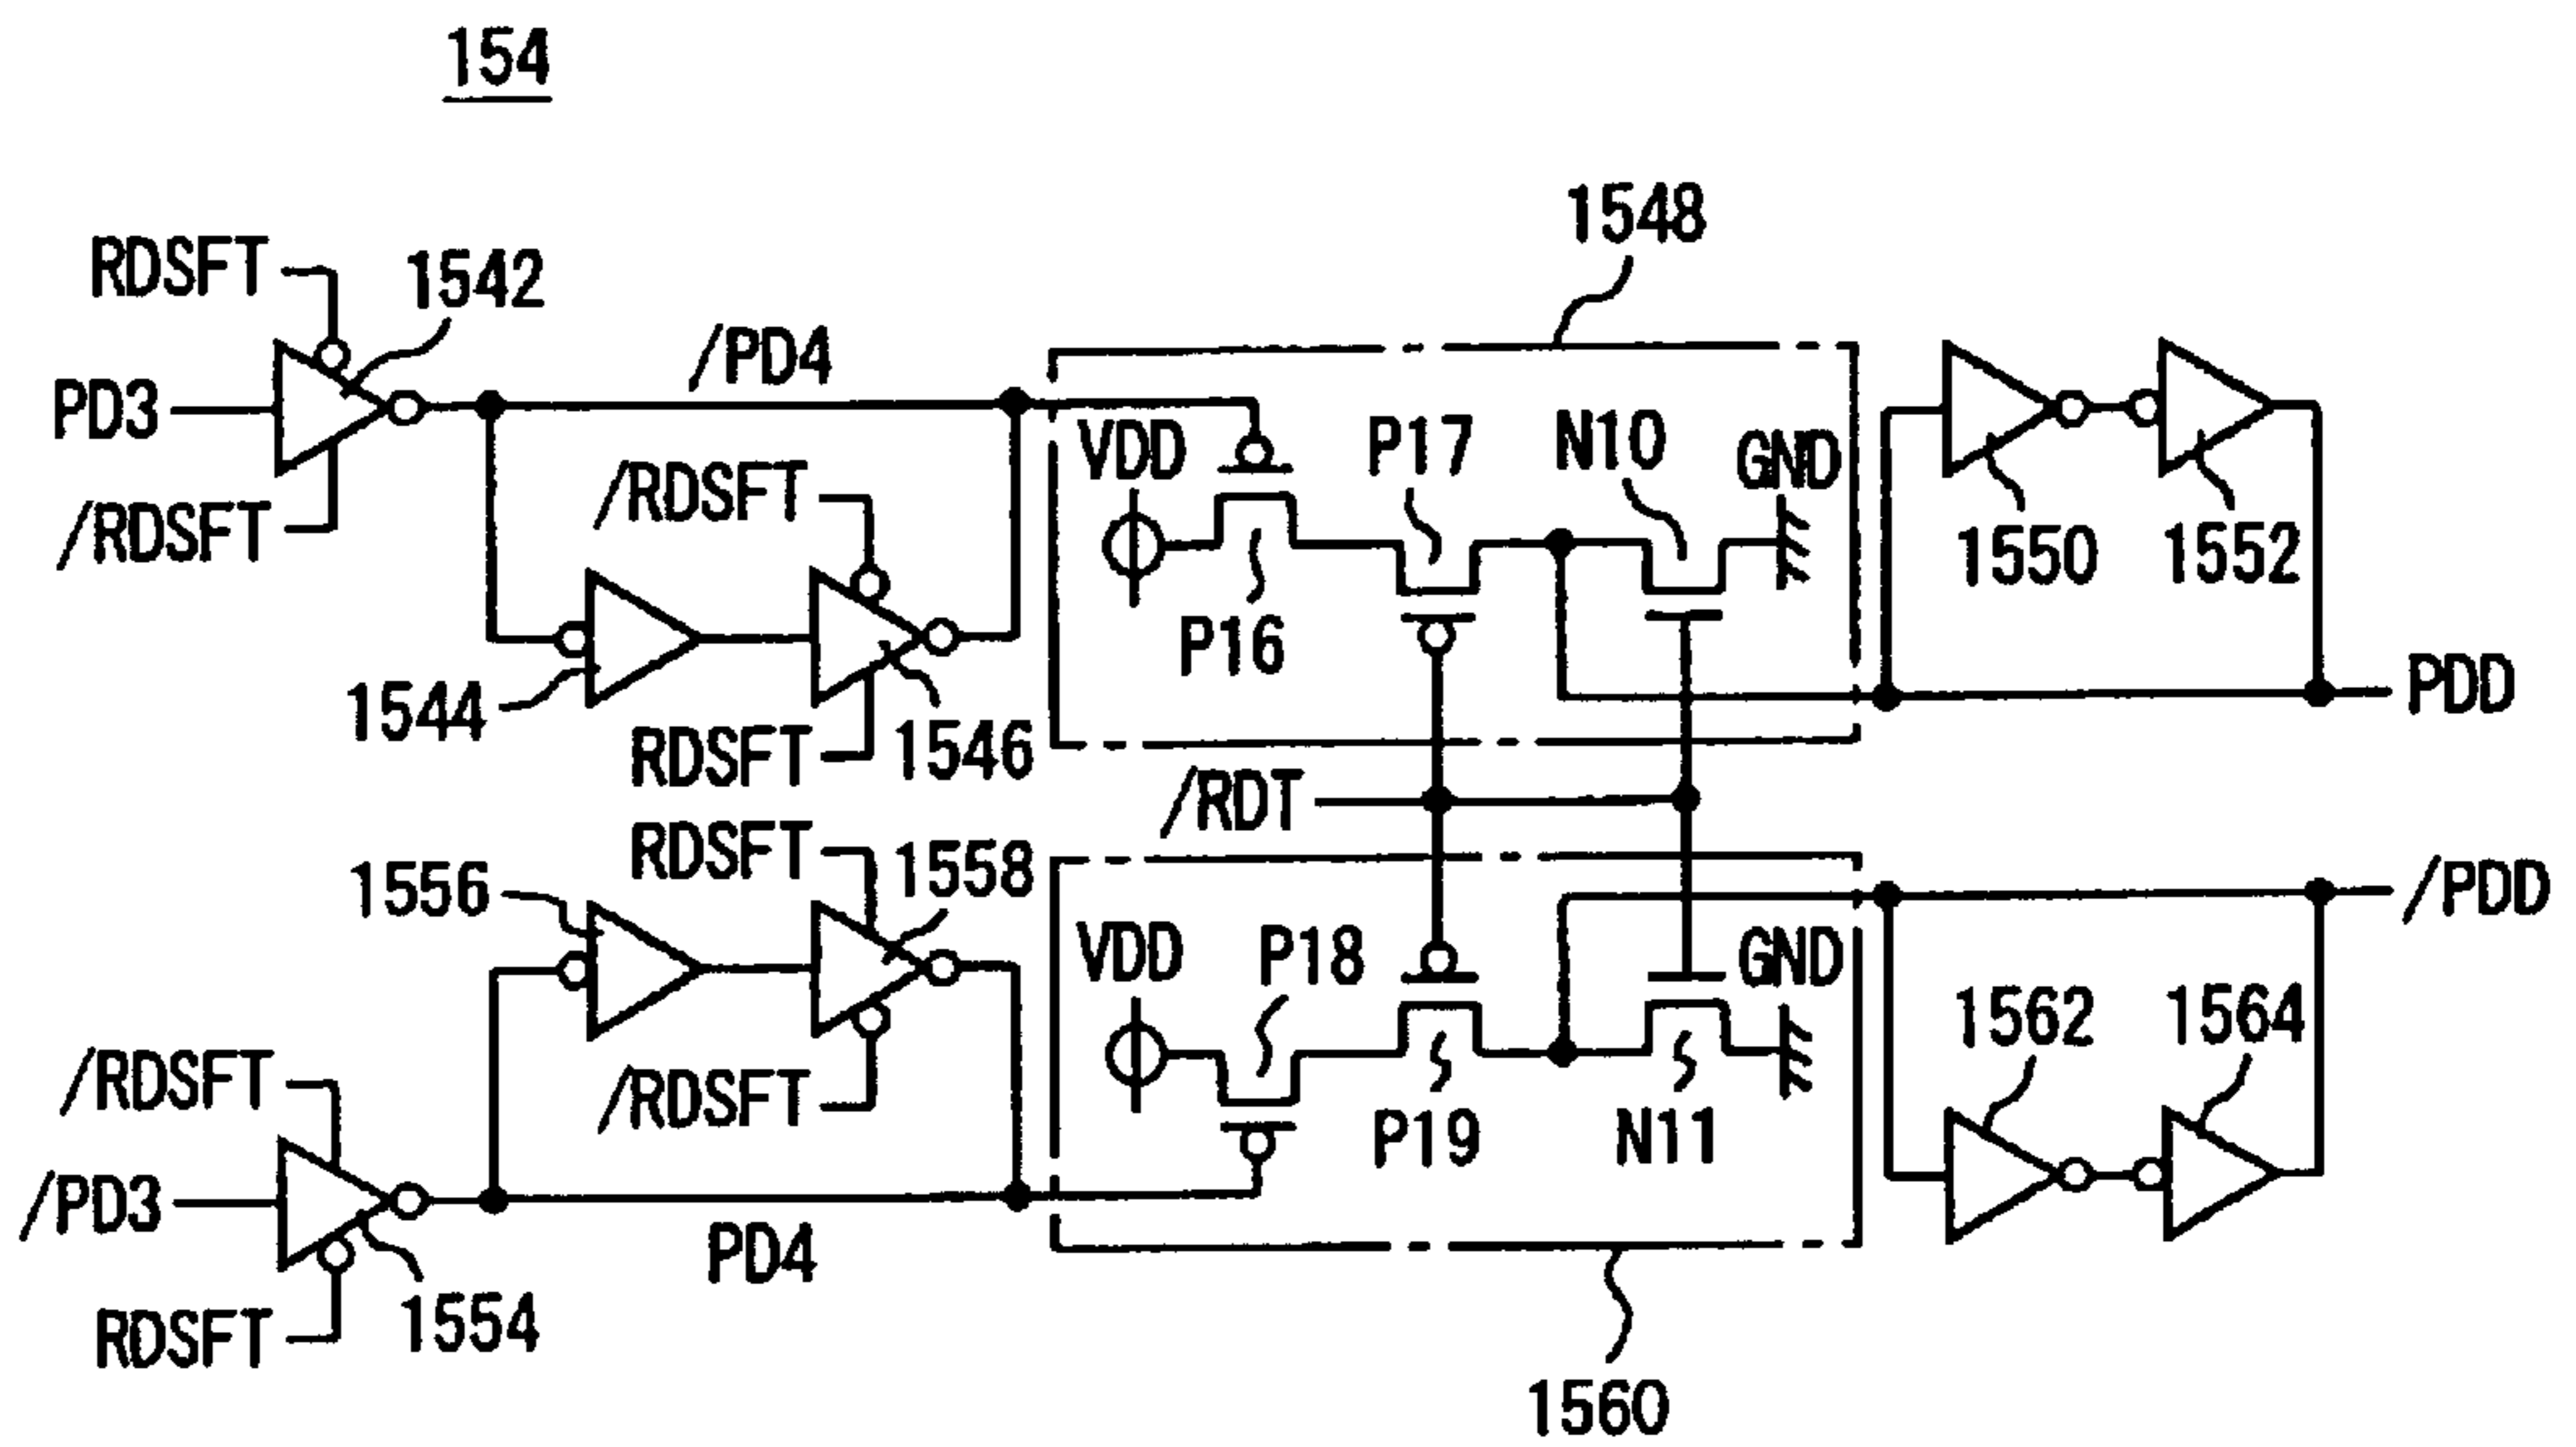 154
1548
RDSFT
1542
PD3
/PD4
/RDSFT
VDD
P17
N10
GND
/RDSFT
1550
1552
P16
1544
RDSFT
1546
PDD
/RDT
RDSFT
1558
1556
/PDD
VDD
P18
GND
/RDSFT
/RDSFT
P19
N11
1562
1564
/PD3
PD4
RDSFT
1554
1560